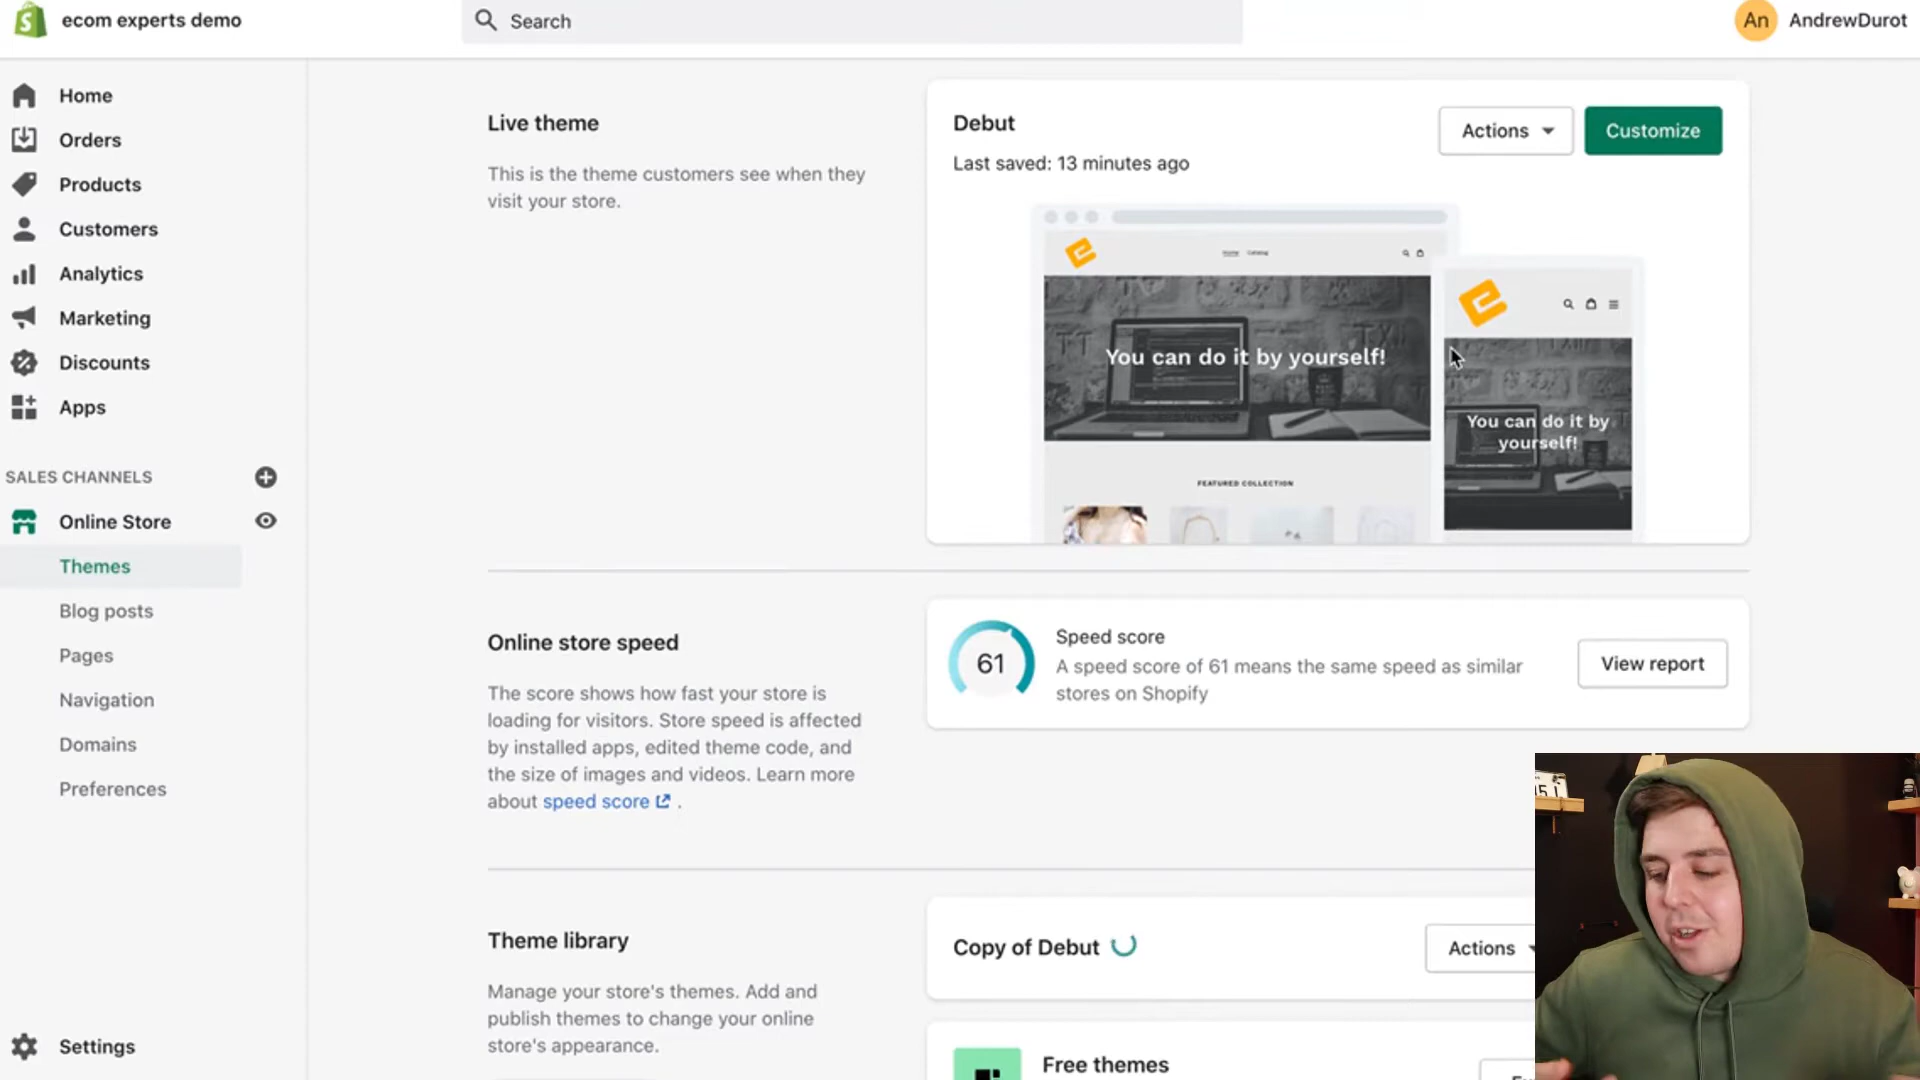 ecom experts demo
Search
An
AndrewDurot
Home
Orders
Products
Customers
Analytics
Marketing
Discounts
Apps
SALES CHANNELS
Online Store
Themes
Blog posts
Pages
Navigation
Domains
Preferences
Settings
Live theme
This is the theme customers see when they
visit your store.
Debut
Last saved: 13 minutes ago
Actions
Customize
Home Catalog
You can do it by yourself!
FEATURED COLLECTION
You can do it by
yourself!
Online store speed
The score shows how fast your store is
loading for visitors. Store speed is affected
by installed apps, edited theme code, and
the size of images and videos. Learn more
about speed score .
61
Speed score
A speed score of 61 means the same speed as similar
stores on Shopify
View report
Theme library
Manage your store's themes. Add and
publish themes to change your online
store's appearance.
Copy of Debut
Actions
Free themes